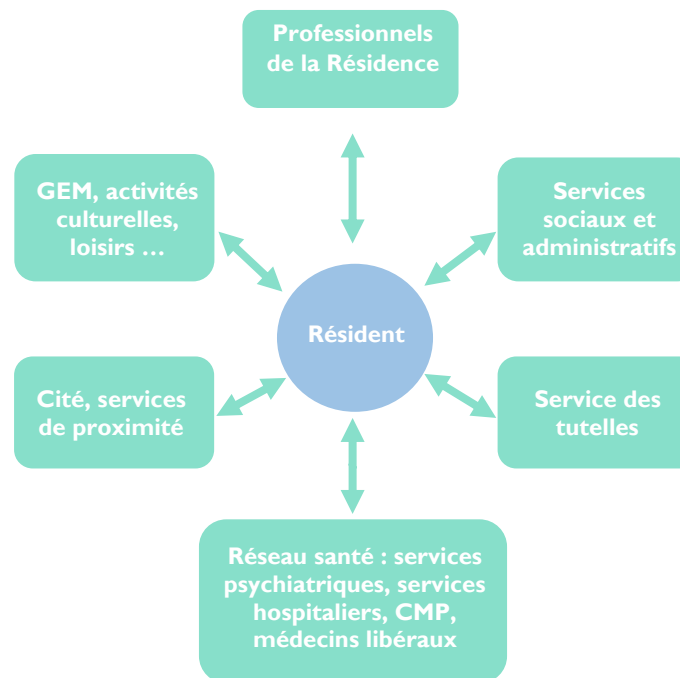 Professionnels
de la Résidence
GEM, activités
culturelles,
loisirs ...
Services
sociaux et
administratifs
Résident
Cité, services
de proximité
Service des
tutelles
Réseau santé : services
psychiatriques, services
hospitaliers, CMP,
médecins libéraux